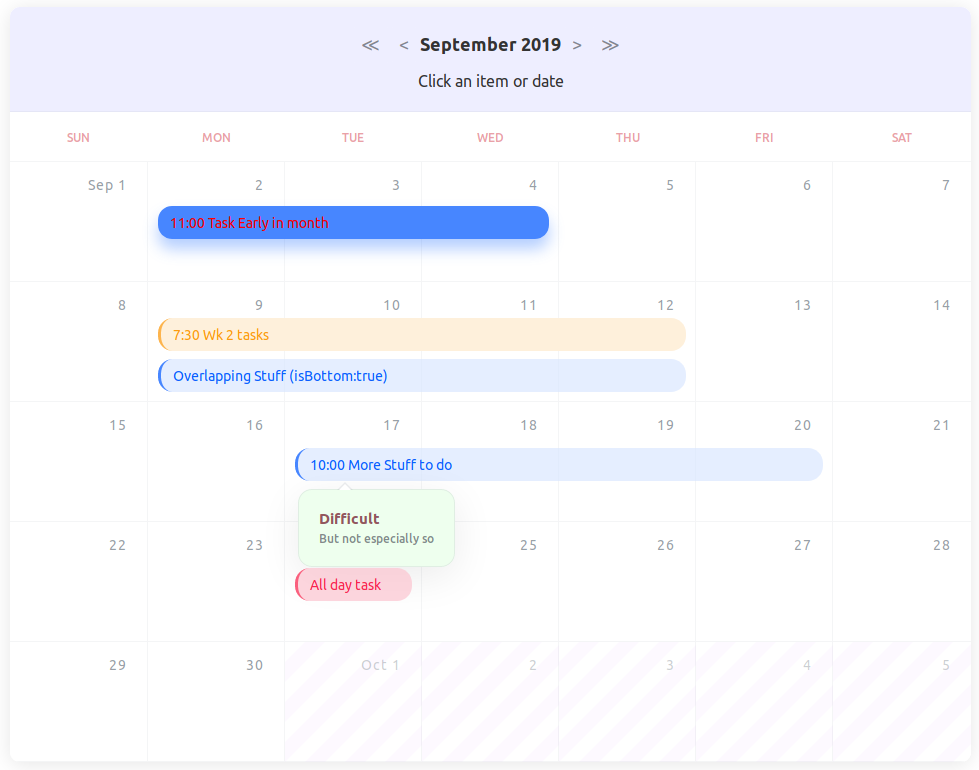 ≪ < September 2019 > ≫
Click an item or date
SUN MON TUE WED THU FRI SAT
Sep 1 2 3 4 5 6 7
11:00 Task Early in month
8 9 10 11 12 13 14
7:30 Wk 2 tasks
Overlapping Stuff (isBottom:true)
15 16 17 18 19 20 21
10:00 More Stuff to do
Difficult
But not especially so
22 23 25 26 27 28
All day task
29 30 Oct 1 2 3 4 5